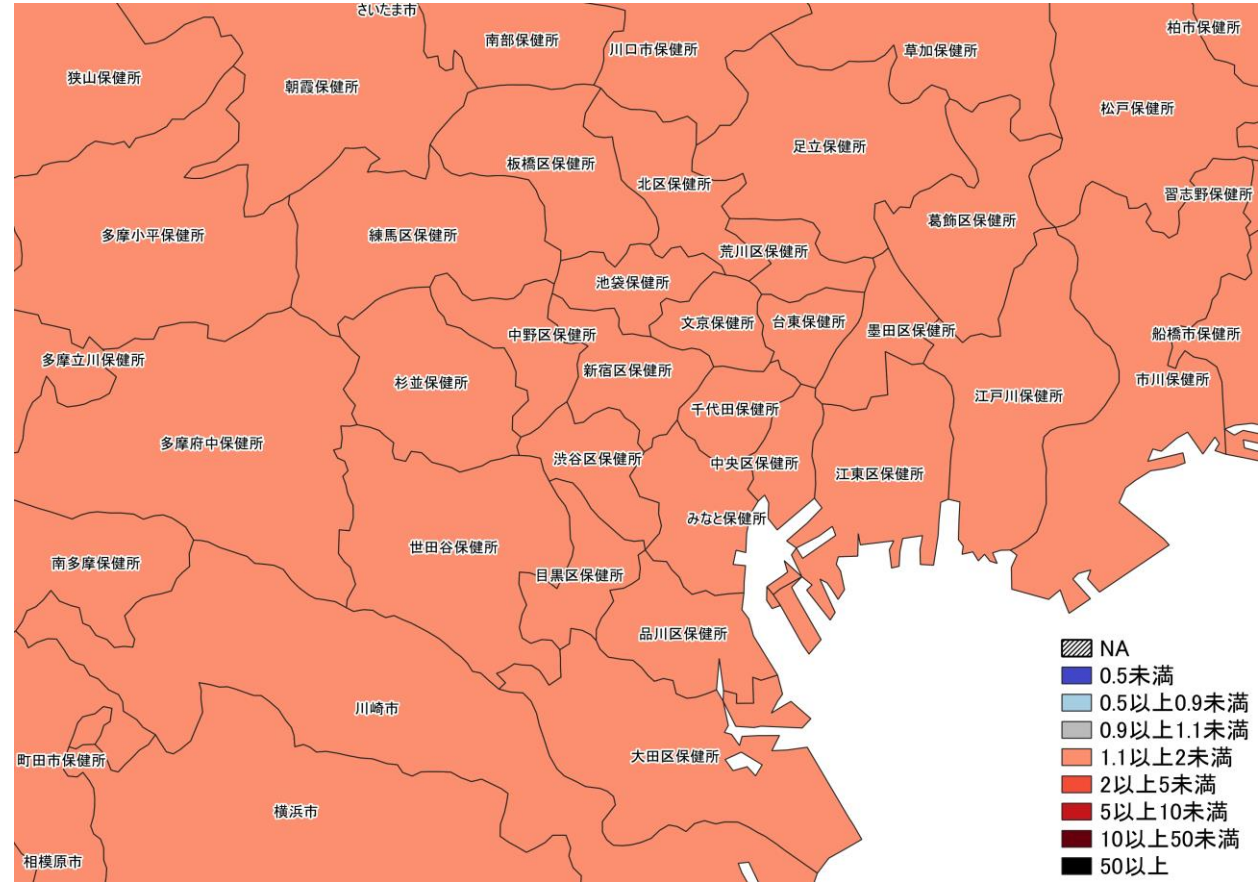 さいたま市
南部保健所
川口市保健所
草加保健所
柏市保健所
狭山保健所
朝霞保健所
松戸保健所
足立保健所
板橋区保健所
北区保健所
習志野保健所
葛飾区保健所
多摩小平保健所
練馬区保健所
荒川区保健所
池袋保健所
文京保健所
台東保健所
墨田区保健所
船橋市保健所
中野区保健所
多摩立川保健所
新宿区保健所
杉並保健所
市川保健所
江戸川保健所
千代田保健所
多摩府中保健所
渋谷区保健所
中央区保健所
江東区保健所
みなと保健所
世田谷保健所
南多摩保健所
目黒区保健所
品川区保健所
川崎市
大田区保健所
町田市保健所
横浜市
相模原市
NA
0.5未満
0.5以上0.9未満
0.9以上1.1未満
1.1以上2未満
2以上5未満
5以上10未満
10以上50未満
50以上